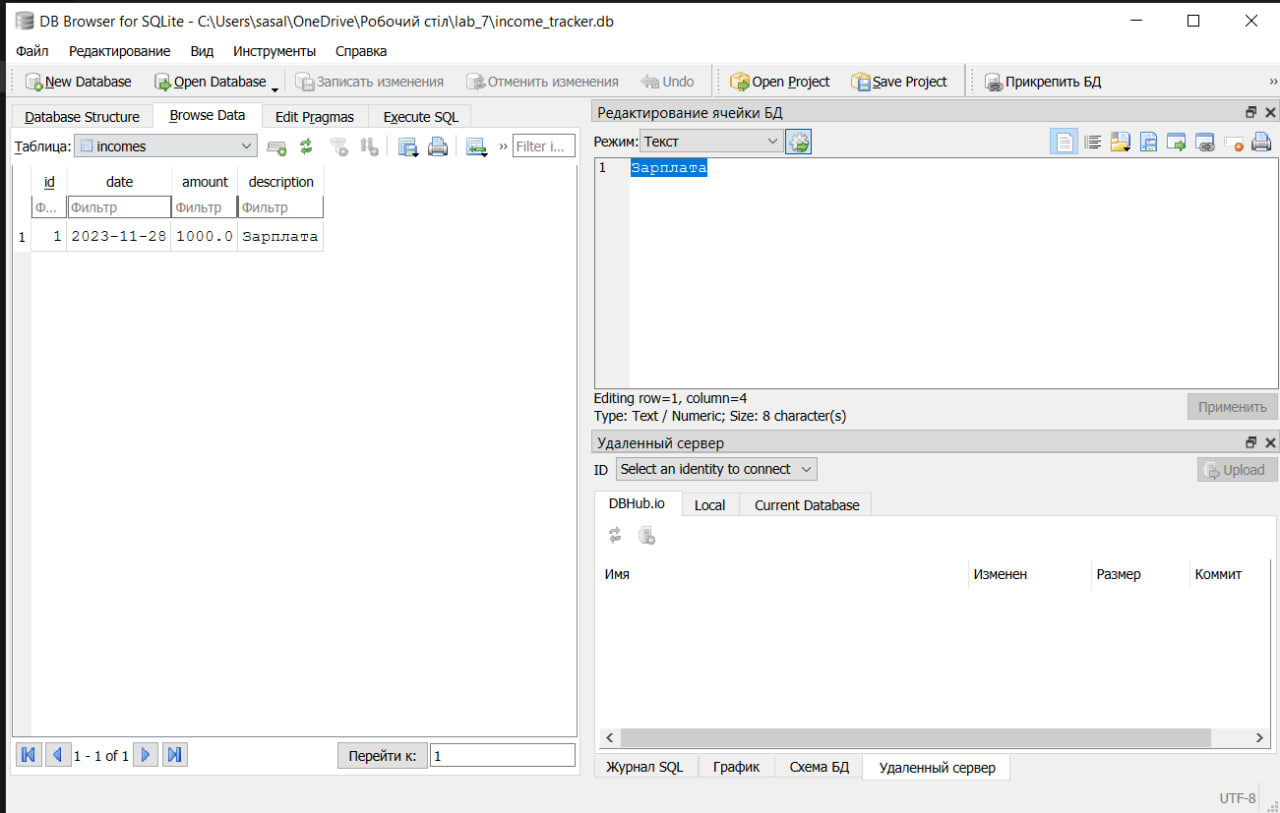 DB Browser for SQLite - C:\Users\sasal\OneDrive\Робочий стіл\lab_7\income_tracker.db
Файл Редактирование Вид Инструменты Справка
New Database Open Database Записать изменения Отменить изменения Undo Open Project Save Project Прикрепить БД »
Database Structure Browse Data Edit Pragmas Execute SQL
Таблица: incomes » Filter i...
id date amount description
Ф... Фильтр Фильтр Фильтр
1 1 2023-11-28 1000.0 Зарплата
1 - 1 of 1 Перейти к: 1
Редактирование ячейки БД
Режим: Текст
1 Зарплата
Editing row=1, column=4
Type: Text / Numeric; Size: 8 character(s)
Применить
Удаленный сервер
ID Select an identity to connect Upload
DBHub.io Local Current Database
Имя Изменен Размер Коммит
Журнал SQL График Схема БД Удаленный сервер
UTF-8